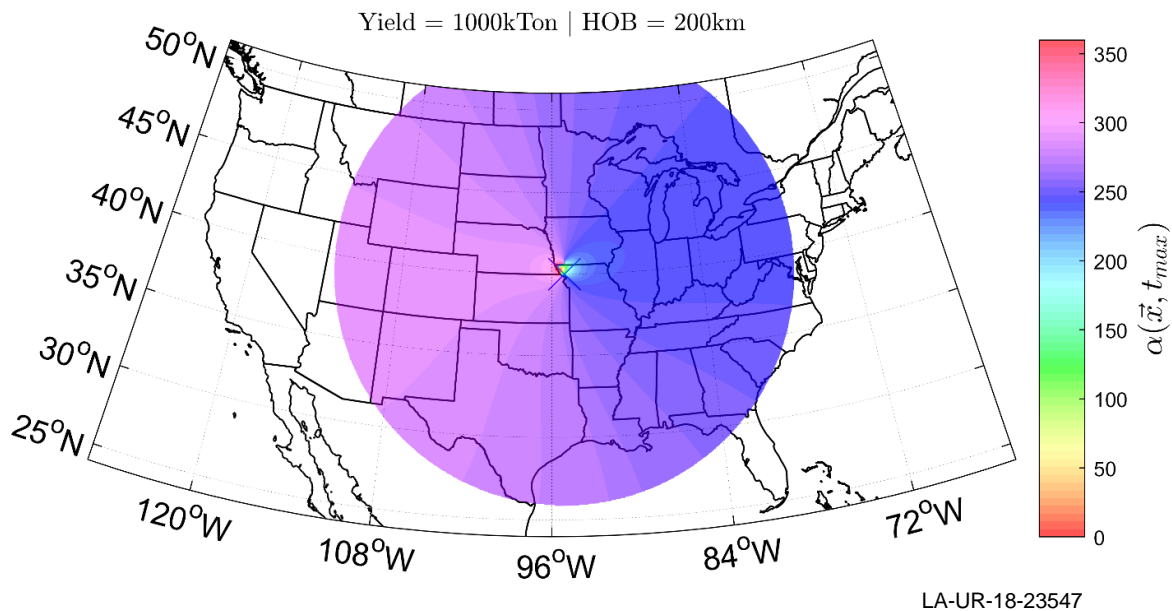 Yield = 1000kTon | HOB = 200km
50°N
45°N
40°N
35°N
30°N
25°N
120°W
108°W
96°W
84°W
72°W
350
300
250
200
150
100
50
0
α(x⃗, t_max)
LA-UR-18-23547